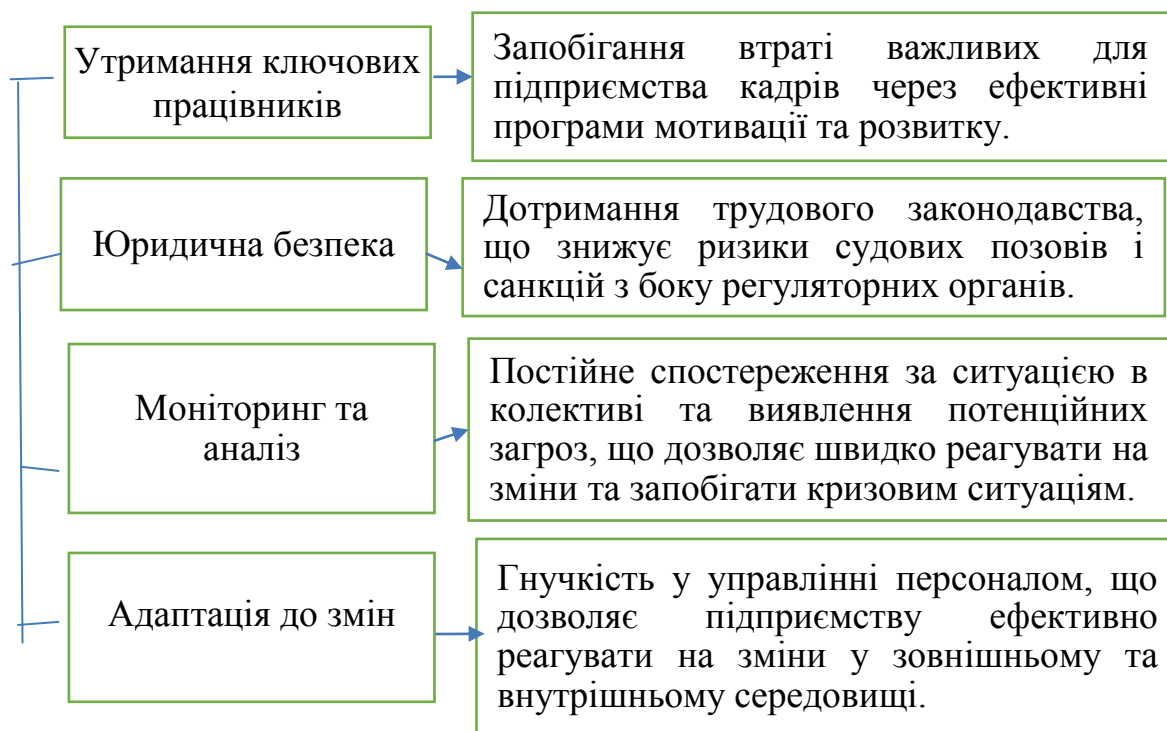 Утримання ключових
працівників
Запобігання втраті важливих для
підприємства кадрів через ефективні
програми мотивації та розвитку.
Юридична безпека
Дотримання трудового законодавства,
що знижує ризики судових позовів і
санкцій з боку регуляторних органів.
Моніторинг та
аналіз
Постійне спостереження за ситуацією в
колективі та виявлення потенційних
загроз, що дозволяє швидко реагувати на
зміни та запобігати кризовим ситуаціям.
Адаптація до змін
Гнучкість у управлінні персоналом, що
дозволяє підприємству ефективно
реагувати на зміни у зовнішньому та
внутрішньому середовищі.